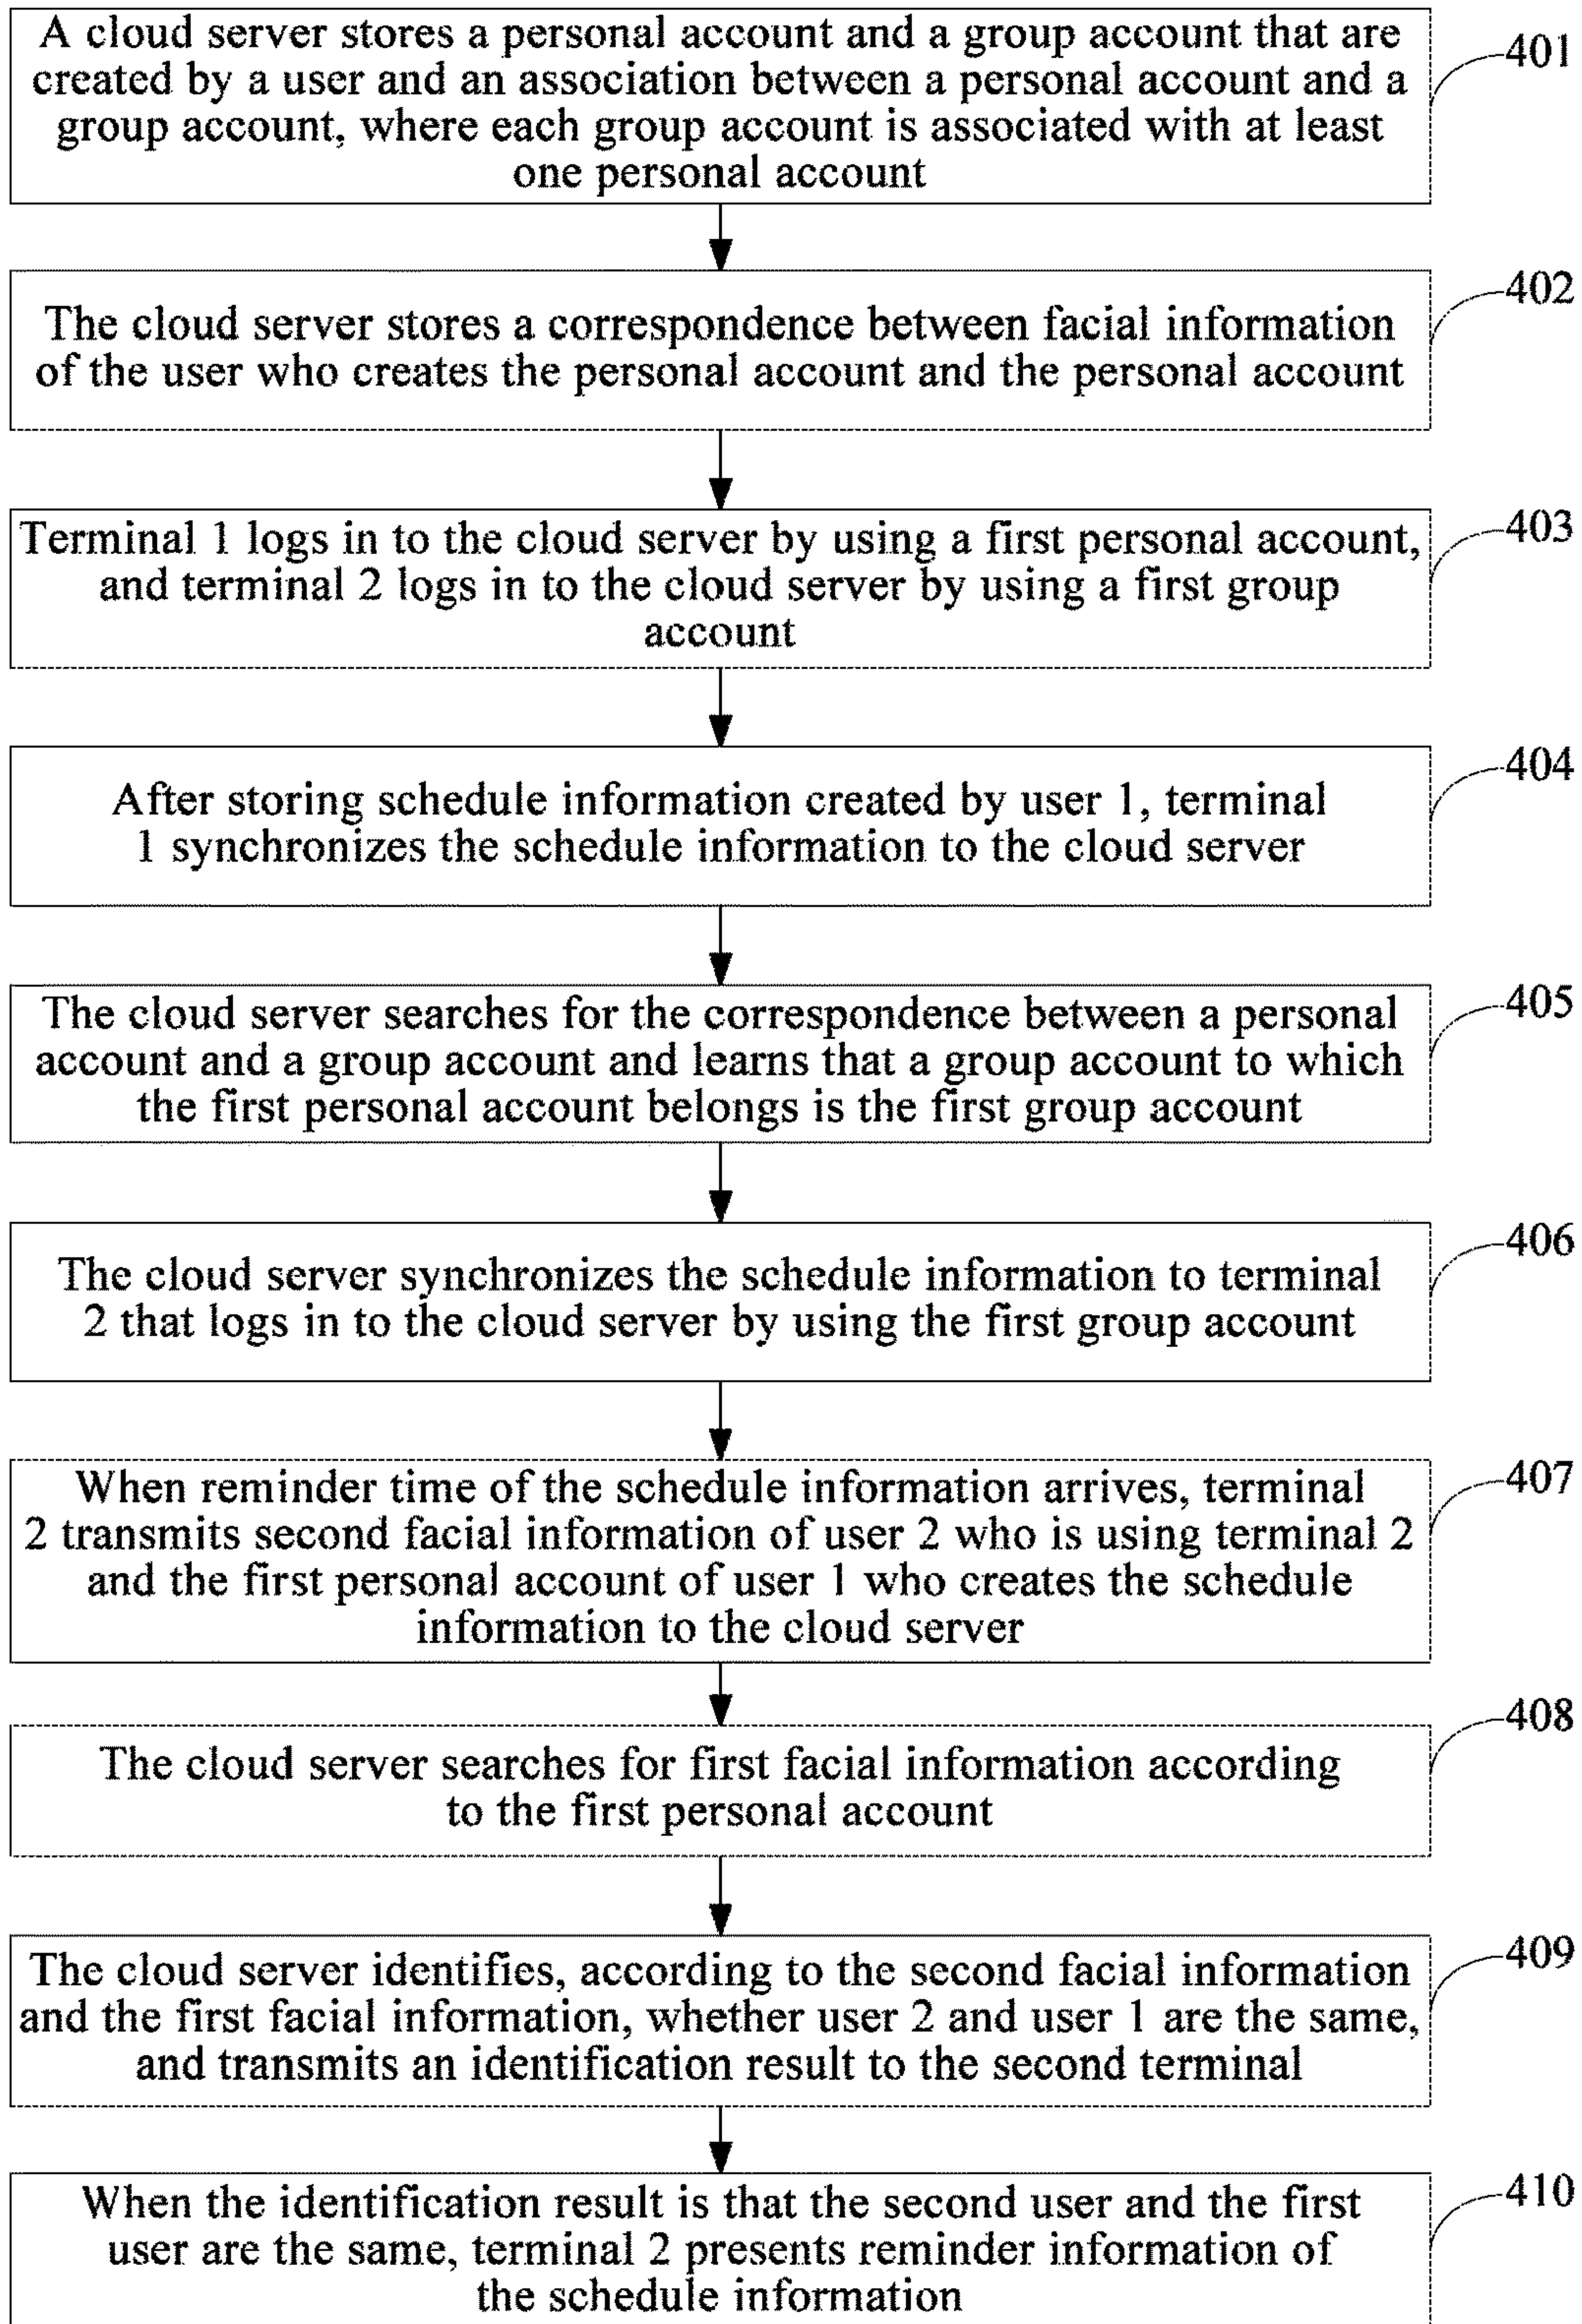 A cloud server stores a personal account and a group account that are
created by a user and an association between a personal account and a
group account, where each group account is associated with at least
one personal account
401
The cloud server stores a correspondence between facial information
of the user who creates the personal account and the personal account
402
Terminal 1 logs in to the cloud server by using a first personal account,
and terminal 2 logs in to the cloud server by using a first group
account
403
After storing schedule information created by user 1, terminal
1 synchronizes the schedule information to the cloud server
404
The cloud server searches for the correspondence between a personal
account and a group account and learns that a group account to which
the first personal account belongs is the first group account
405
The cloud server synchronizes the schedule information to terminal
2 that logs in to the cloud server by using the first group account
406
When reminder time of the schedule information arrives, terminal
2 transmits second facial information of user 2 who is using terminal 2
and the first personal account of user 1 who creates the schedule
information to the cloud server
407
The cloud server searches for first facial information according
to the first personal account
408
The cloud server identifies, according to the second facial information
and the first facial information, whether user 2 and user 1 are the same,
and transmits an identification result to the second terminal
409
When the identification result is that the second user and the first
user are the same, terminal 2 presents reminder information of
the schedule information
410